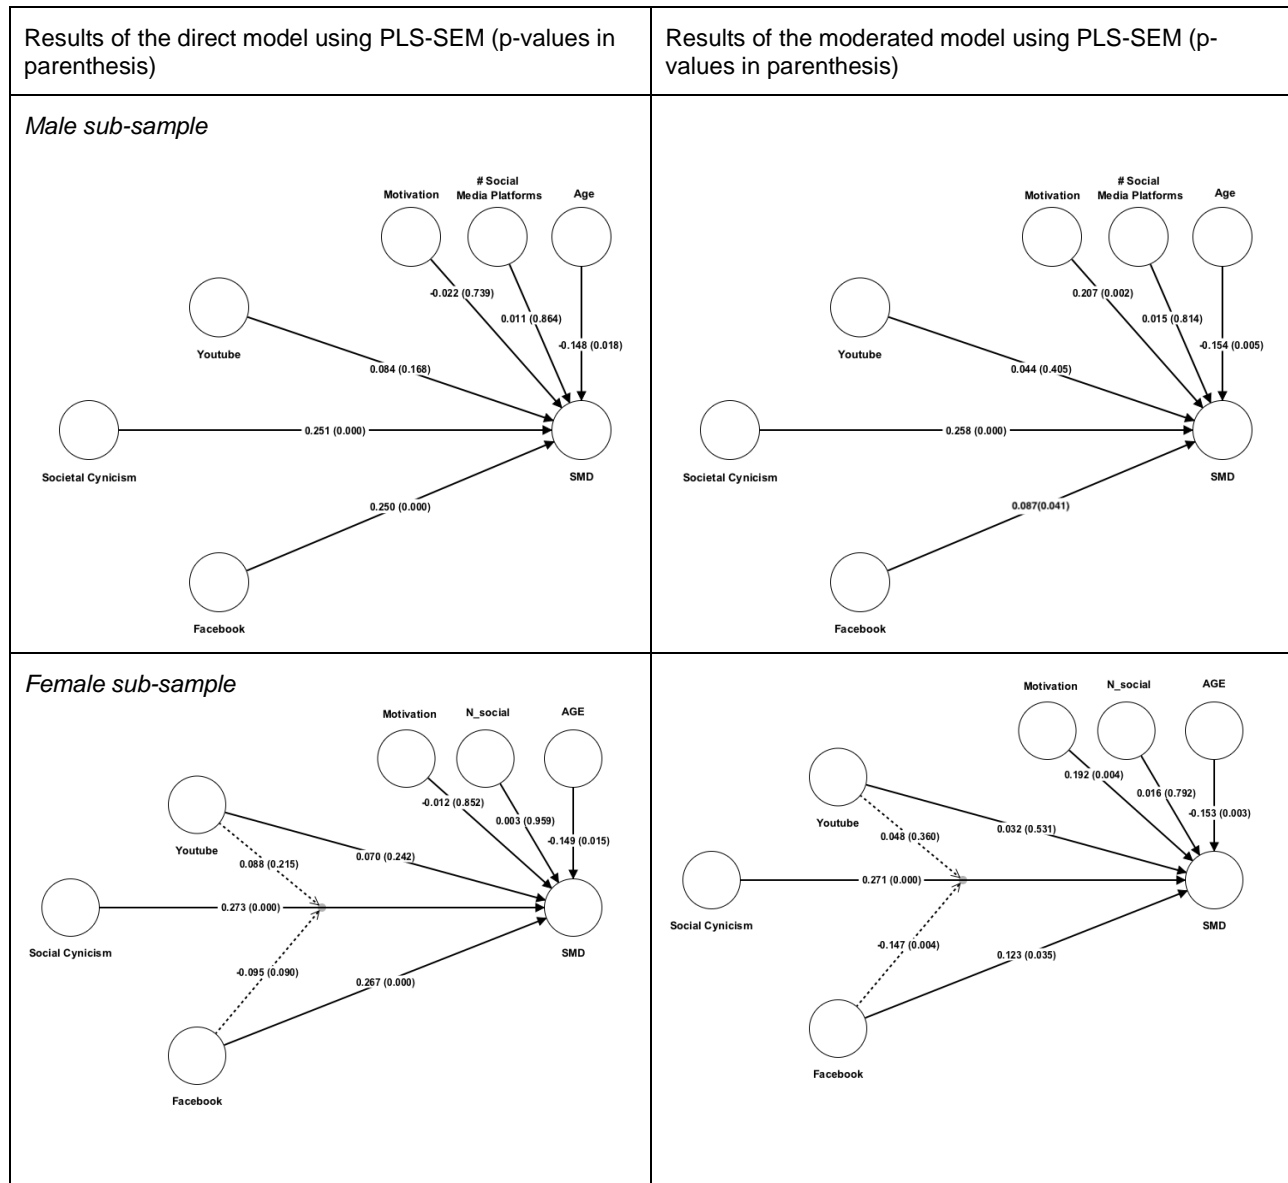 Results of the direct model using PLS-SEM (p-values in
parenthesis)
Results of the moderated model using PLS-SEM (p-
values in parenthesis)
Male sub-sample
Motivation
# Social
Media Platforms
Age
-0.022 (0.739)
0.011 (0.864)
-0.148 (0.018)
Youtube
0.084 (0.168)
Societal Cynicism
0.251 (0.000)
SMD
0.250 (0.000)
Facebook
Motivation
# Social
Media Platforms
Age
0.207 (0.002)
0.015 (0.814)
-0.154 (0.005)
Youtube
0.044 (0.405)
Societal Cynicism
0.258 (0.000)
SMD
0.087(0.041)
Facebook
Female sub-sample
Motivation
N_social
AGE
-0.012 (0.852)
0.003 (0.959)
-0.149 (0.015)
Youtube
0.088 (0.215)
0.070 (0.242)
0.273 (0.000)
Social Cynicism
SMD
-0.095 (0.090)
0.267 (0.000)
Facebook
Motivation
N_social
AGE
0.192 (0.004)
0.016 (0.792)
-0.153 (0.003)
Youtube
0.048 (0.360)
0.032 (0.531)
0.271 (0.000)
Social Cynicism
SMD
-0.147 (0.004)
0.123 (0.035)
Facebook